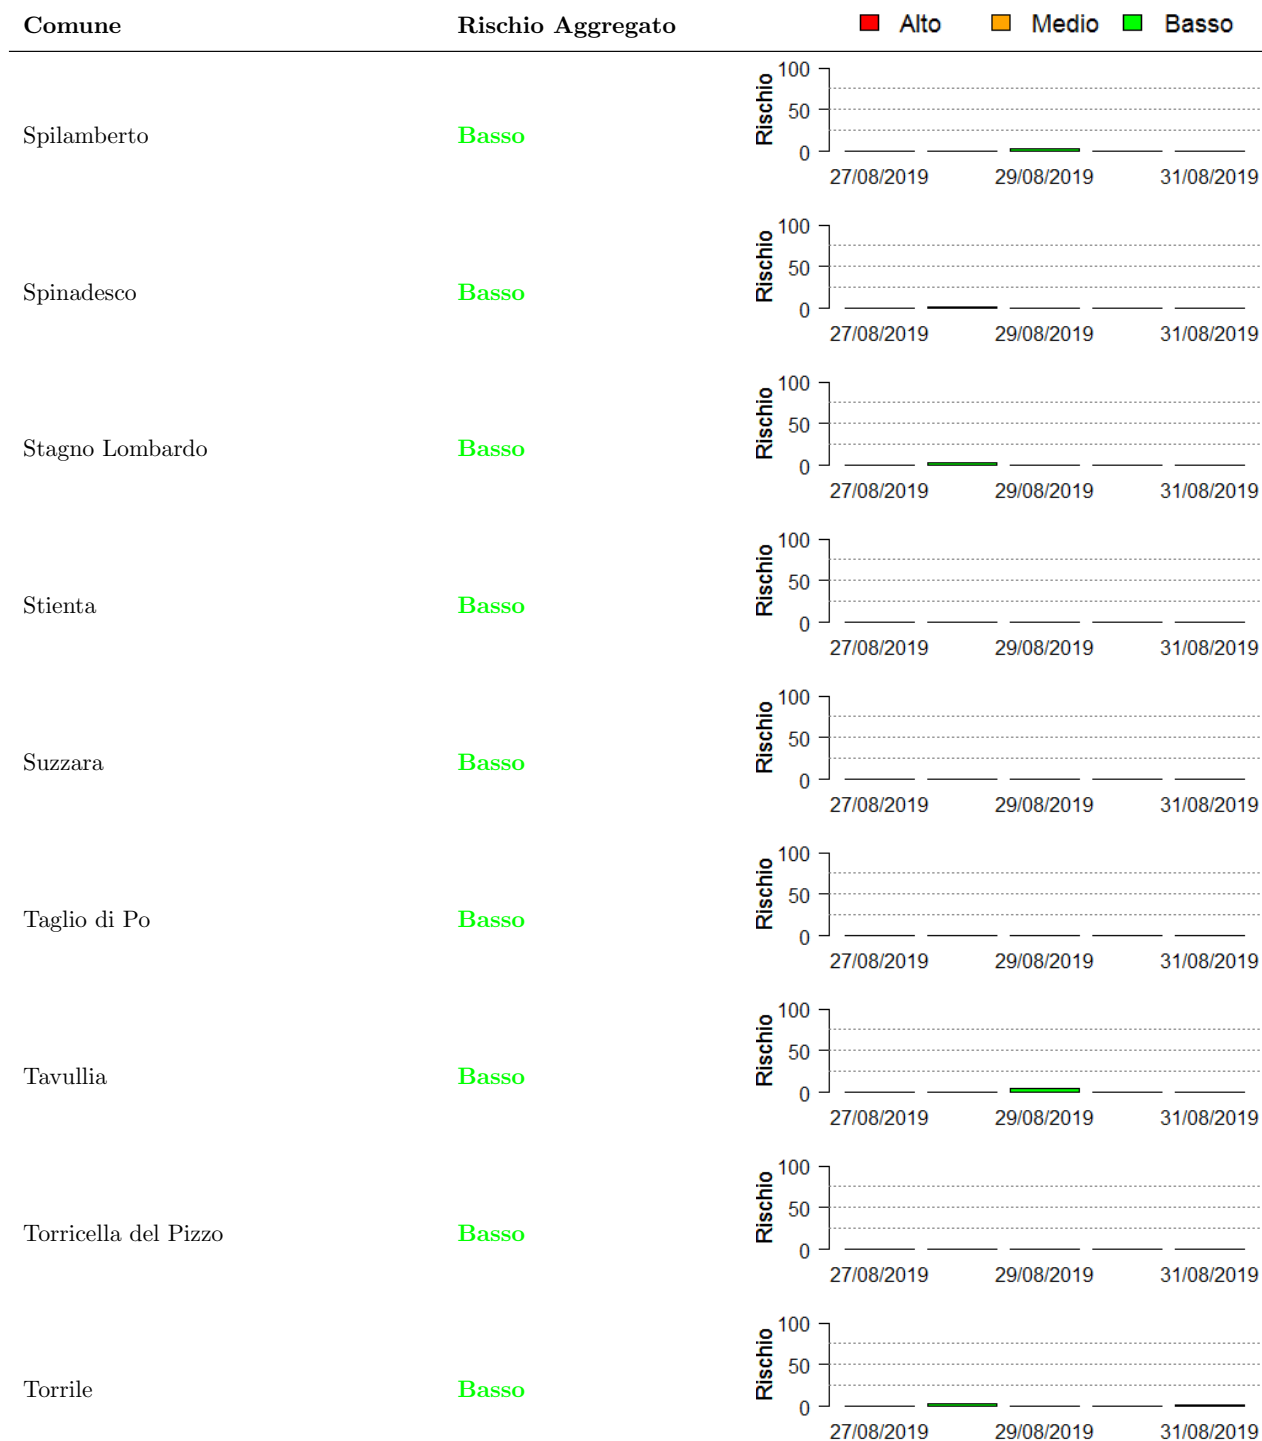 Comune Rischio Aggregato Alto Medio Basso
Spilamberto Basso
Rischio
100
50
0
27/08/2019 29/08/2019 31/08/2019
Spinadesco Basso
Rischio
100
50
0
27/08/2019 29/08/2019 31/08/2019
Stagno Lombardo Basso
Rischio
100
50
0
27/08/2019 29/08/2019 31/08/2019
Stienta Basso
Rischio
100
50
0
27/08/2019 29/08/2019 31/08/2019
Suzzara Basso
Rischio
100
50
0
27/08/2019 29/08/2019 31/08/2019
Taglio di Po Basso
Rischio
100
50
0
27/08/2019 29/08/2019 31/08/2019
Tavullia Basso
Rischio
100
50
0
27/08/2019 29/08/2019 31/08/2019
Torricella del Pizzo Basso
Rischio
100
50
0
27/08/2019 29/08/2019 31/08/2019
Torrile Basso
Rischio
100
50
0
27/08/2019 29/08/2019 31/08/2019